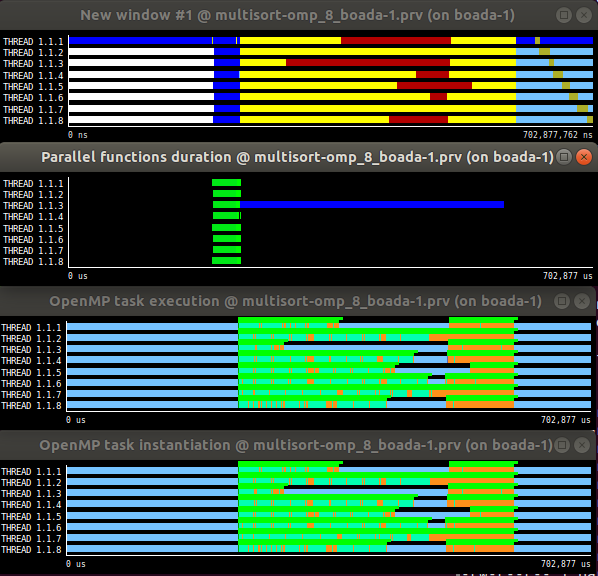 New window #1 @ multisort-omp_8_boada-1.prv (on boada-1)
THREAD 1.1.1
THREAD 1.1.2
THREAD 1.1.3
THREAD 1.1.4
THREAD 1.1.5
THREAD 1.1.6
THREAD 1.1.7
THREAD 1.1.8
0 ns 702,877,762 ns
Parallel functions duration @ multisort-omp_8_boada-1.prv (on boada-1)
THREAD 1.1.1
THREAD 1.1.2
THREAD 1.1.3
THREAD 1.1.4
THREAD 1.1.5
THREAD 1.1.6
THREAD 1.1.7
THREAD 1.1.8
0 us 702,877 us
OpenMP task execution @ multisort-omp_8_boada-1.prv (on boada-1)
THREAD 1.1.1
THREAD 1.1.2
THREAD 1.1.3
THREAD 1.1.4
THREAD 1.1.5
THREAD 1.1.6
THREAD 1.1.7
THREAD 1.1.8
0 us 702,877 us
OpenMP task instantiation @ multisort-omp_8_boada-1.prv (on boada-1)
THREAD 1.1.1
THREAD 1.1.2
THREAD 1.1.3
THREAD 1.1.4
THREAD 1.1.5
THREAD 1.1.6
THREAD 1.1.7
THREAD 1.1.8
0 us 702,877 us